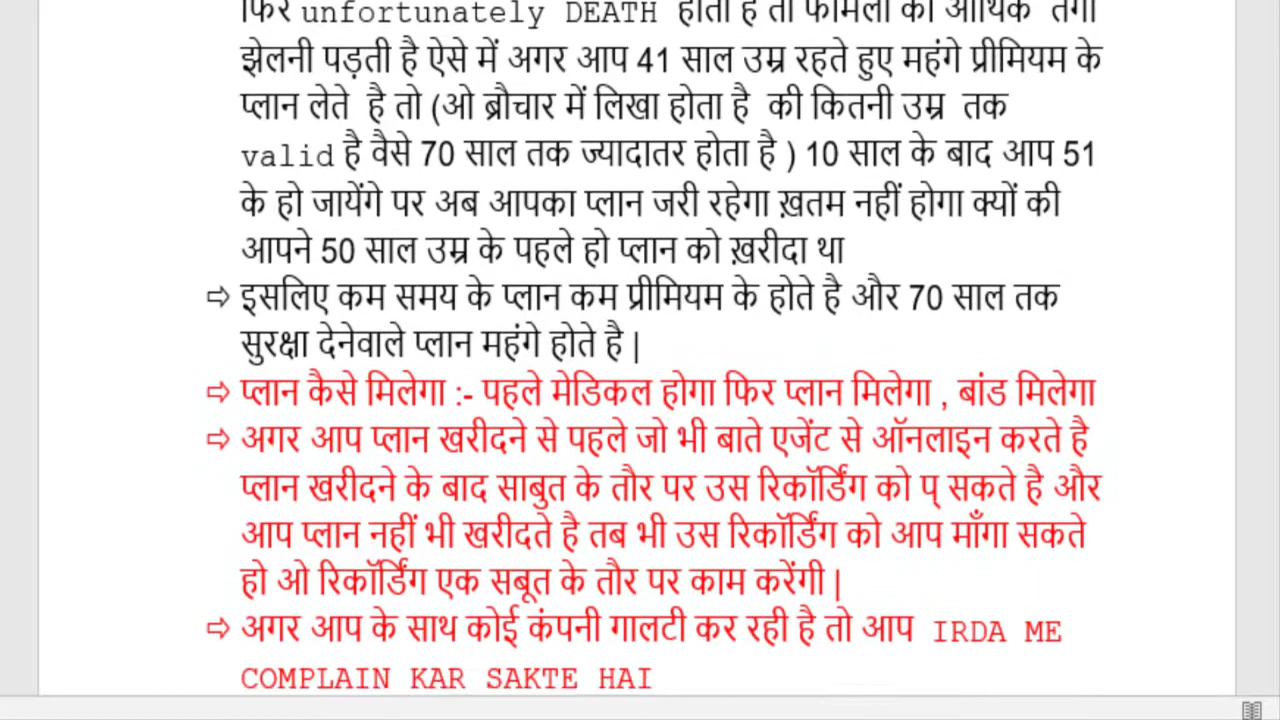 फिर unfortunately DEATH होता है तो फॅमिली को आर्थिक तंगी
झेलनी पड़ती है ऐसे में अगर आप 41 साल उम्र रहते हुए महंगे प्रीमियम के
प्लान लेते है तो (ओ ब्रौचार में लिखा होता है की कितनी उम्र तक
valid है वैसे 70 साल तक ज्यादातर होता है ) 10 साल के बाद आप 51
के हो जायेंगे पर अब आपका प्लान जरी रहेगा ख़तम नहीं होगा क्यों की
आपने 50 साल उम्र के पहले हो प्लान को ख़रीदा था
⇨ इसलिए कम समय के प्लान कम प्रीमियम के होते है और 70 साल तक
सुरक्षा देनेवाले प्लान महंगे होते है |
⇨ प्लान कैसे मिलेगा :- पहले मेडिकल होगा फिर प्लान मिलेगा , बांड मिलेगा
⇨ अगर आप प्लान खरीदने से पहले जो भी बाते एजेंट से ऑनलाइन करते है
प्लान खरीदने के बाद साबुत के तौर पर उस रिकॉर्डिंग को प् सकते है और
आप प्लान नहीं भी खरीदते है तब भी उस रिकॉर्डिंग को आप माँगा सकते
हो ओ रिकॉर्डिंग एक सबूत के तौर पर काम करेंगी |
⇨ अगर आप के साथ कोई कंपनी गालटी कर रही है तो आप IRDA ME
COMPLAIN KAR SAKTE HAI